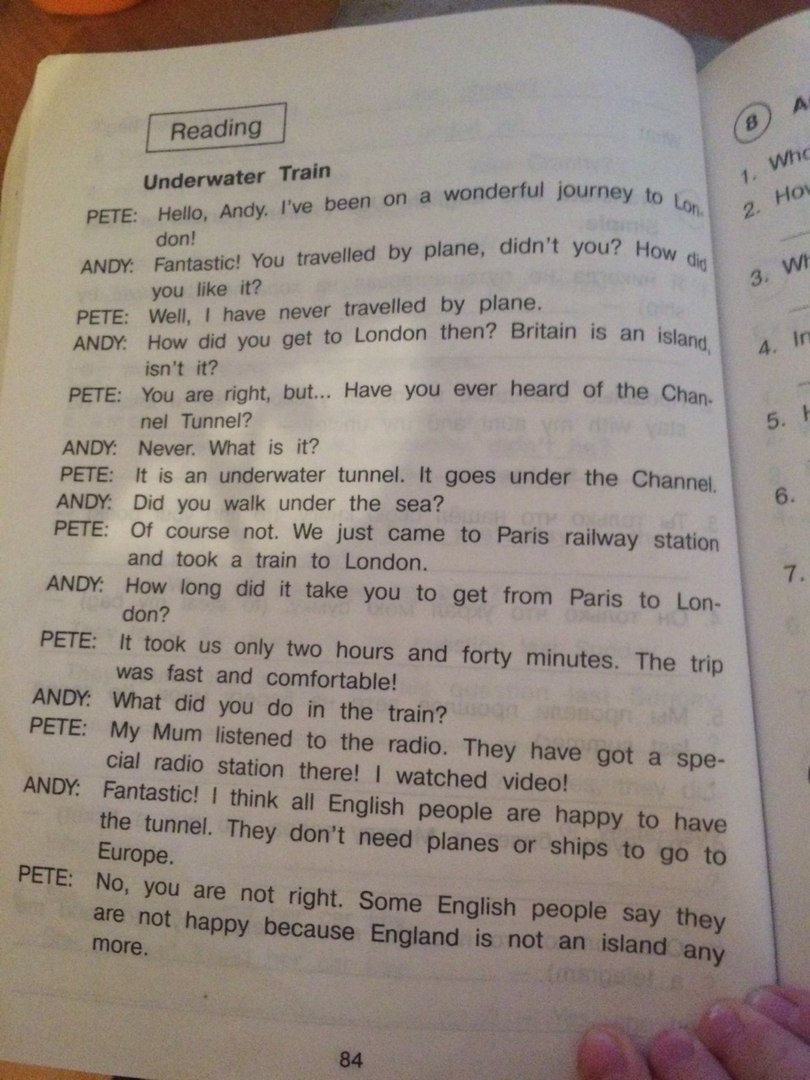 Reading
Underwater Train
PETE: Hello, Andy. I've been on a wonderful journey to Lon-
don!
ANDY: Fantastic! You travelled by plane, didn't you? How did
you like it?
PETE: Well, I have never travelled by plane.
ANDY: How did you get to London then? Britain is an island,
isn't it?
PETE: You are right, but... Have you ever heard of the Chan-
nel Tunnel?
ANDY: Never. What is it?
PETE: It is an underwater tunnel. It goes under the Channel.
ANDY: Did you walk under the sea?
PETE: Of course not. We just came to Paris railway station
and took a train to London.
ANDY: How long did it take you to get from Paris to Lon-
don?
PETE: It took us only two hours and forty minutes. The trip
was fast and comfortable!
ANDY: What did you do in the train?
PETE: My Mum listened to the radio. They have got a spe-
cial radio station there! I watched video!
ANDY: Fantastic! I think all English people are happy to have
the tunnel. They don't need planes or ships to go to
Europe.
PETE: No, you are not right. Some English people say they
are not happy because England is not an island any
more.
84
8
1.
2.
3.
4.
5.
6.
7.